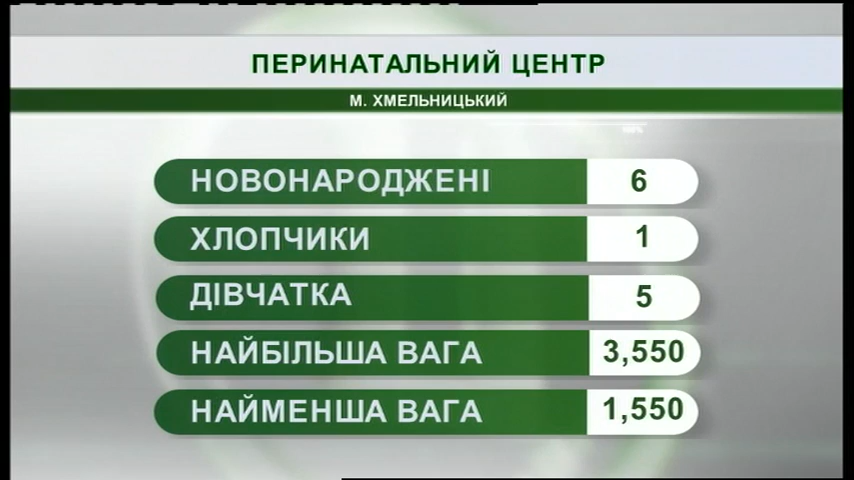 ПЕРИНАТАЛЬНИЙ ЦЕНТР
М. ХМЕЛЬНИЦЬКИЙ
НОВОНАРОДЖЕНІ 6
ХЛОПЧИКИ 1
ДІВЧАТКА 5
НАЙБІЛЬША ВАГА 3,550
НАЙМЕНША ВАГА 1,550